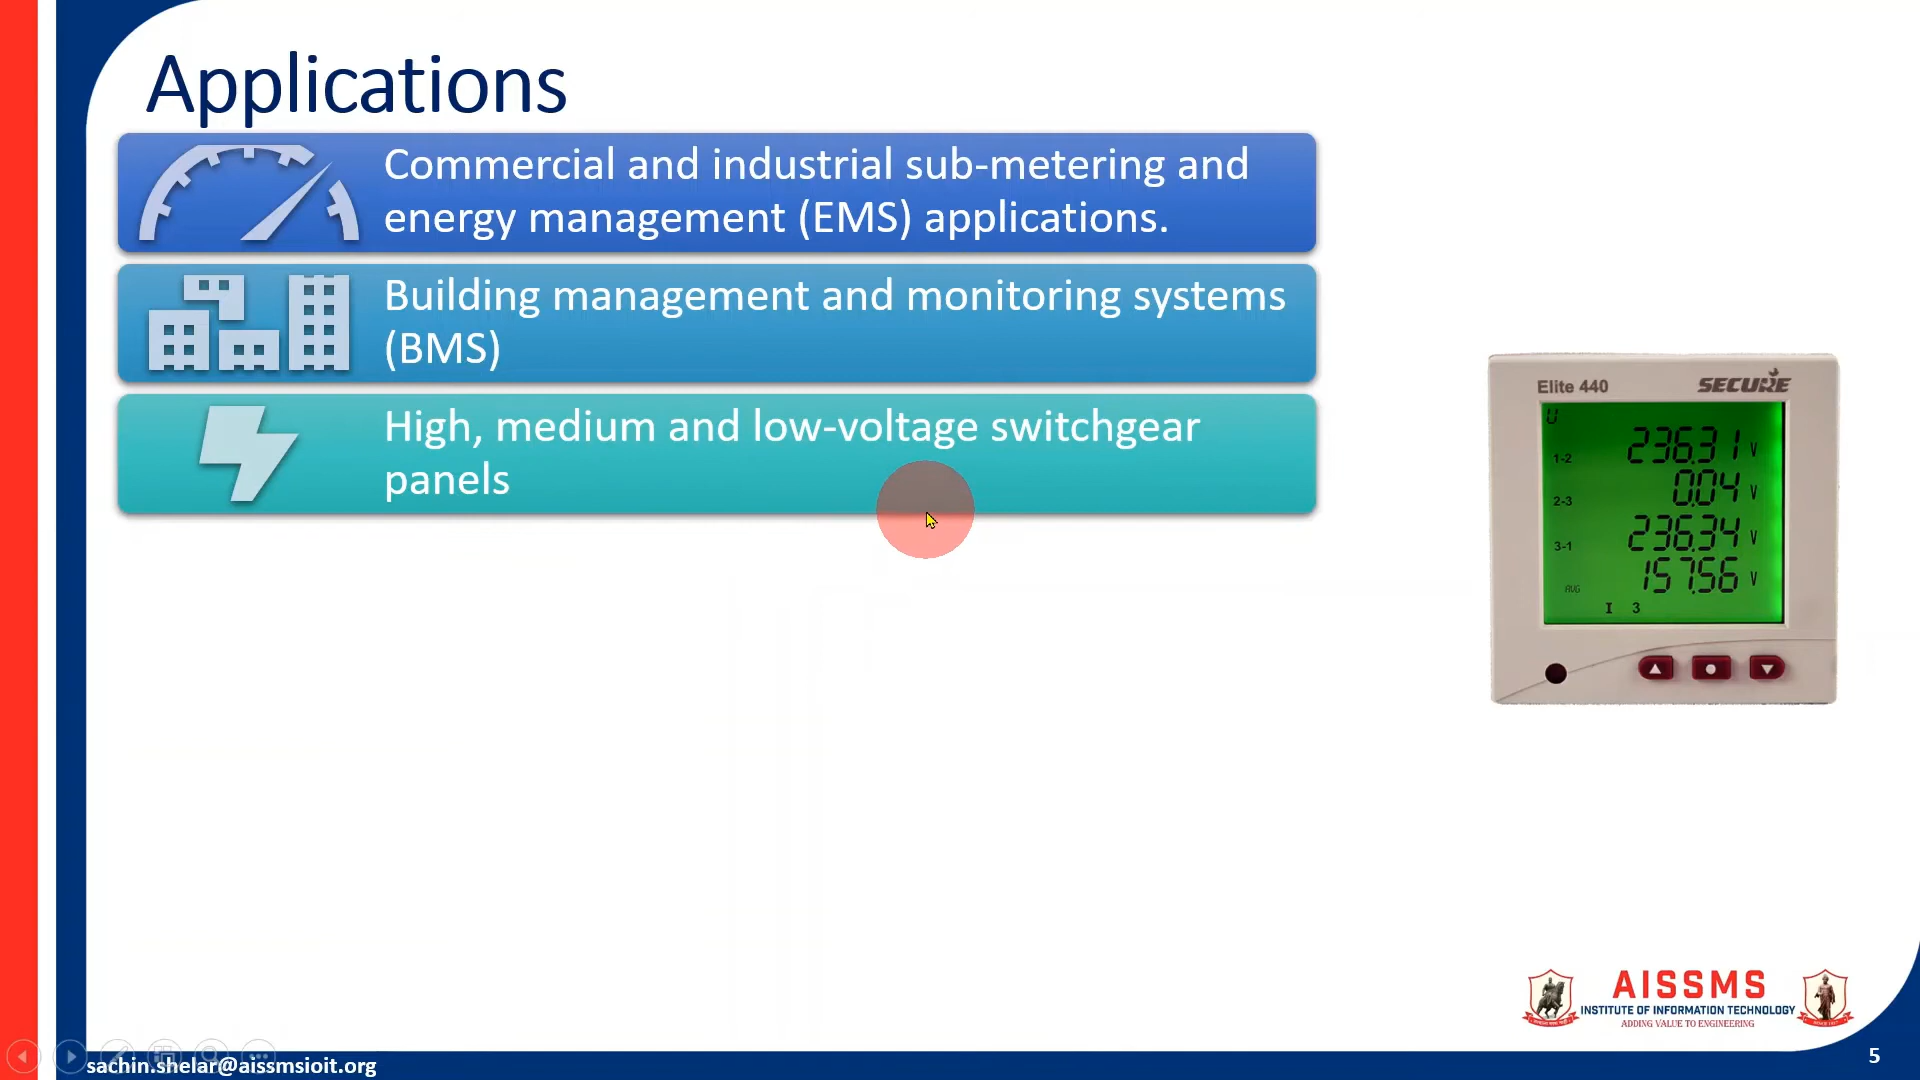 Applications
Commercial and industrial sub-metering and
energy management (EMS) applications.
Building management and monitoring systems
(BMS)
High, medium and low-voltage switchgear
panels
Elite 440
SECURE
U
1-2 236.31 V
2-3 0.04 V
3-1 236.34 V
AVG 157.56 V
I 3
AISSMS
INSTITUTE OF INFORMATION TECHNOLOGY
ADDING VALUE TO ENGINEERING
sachin.shelar@aissmsioit.org
5